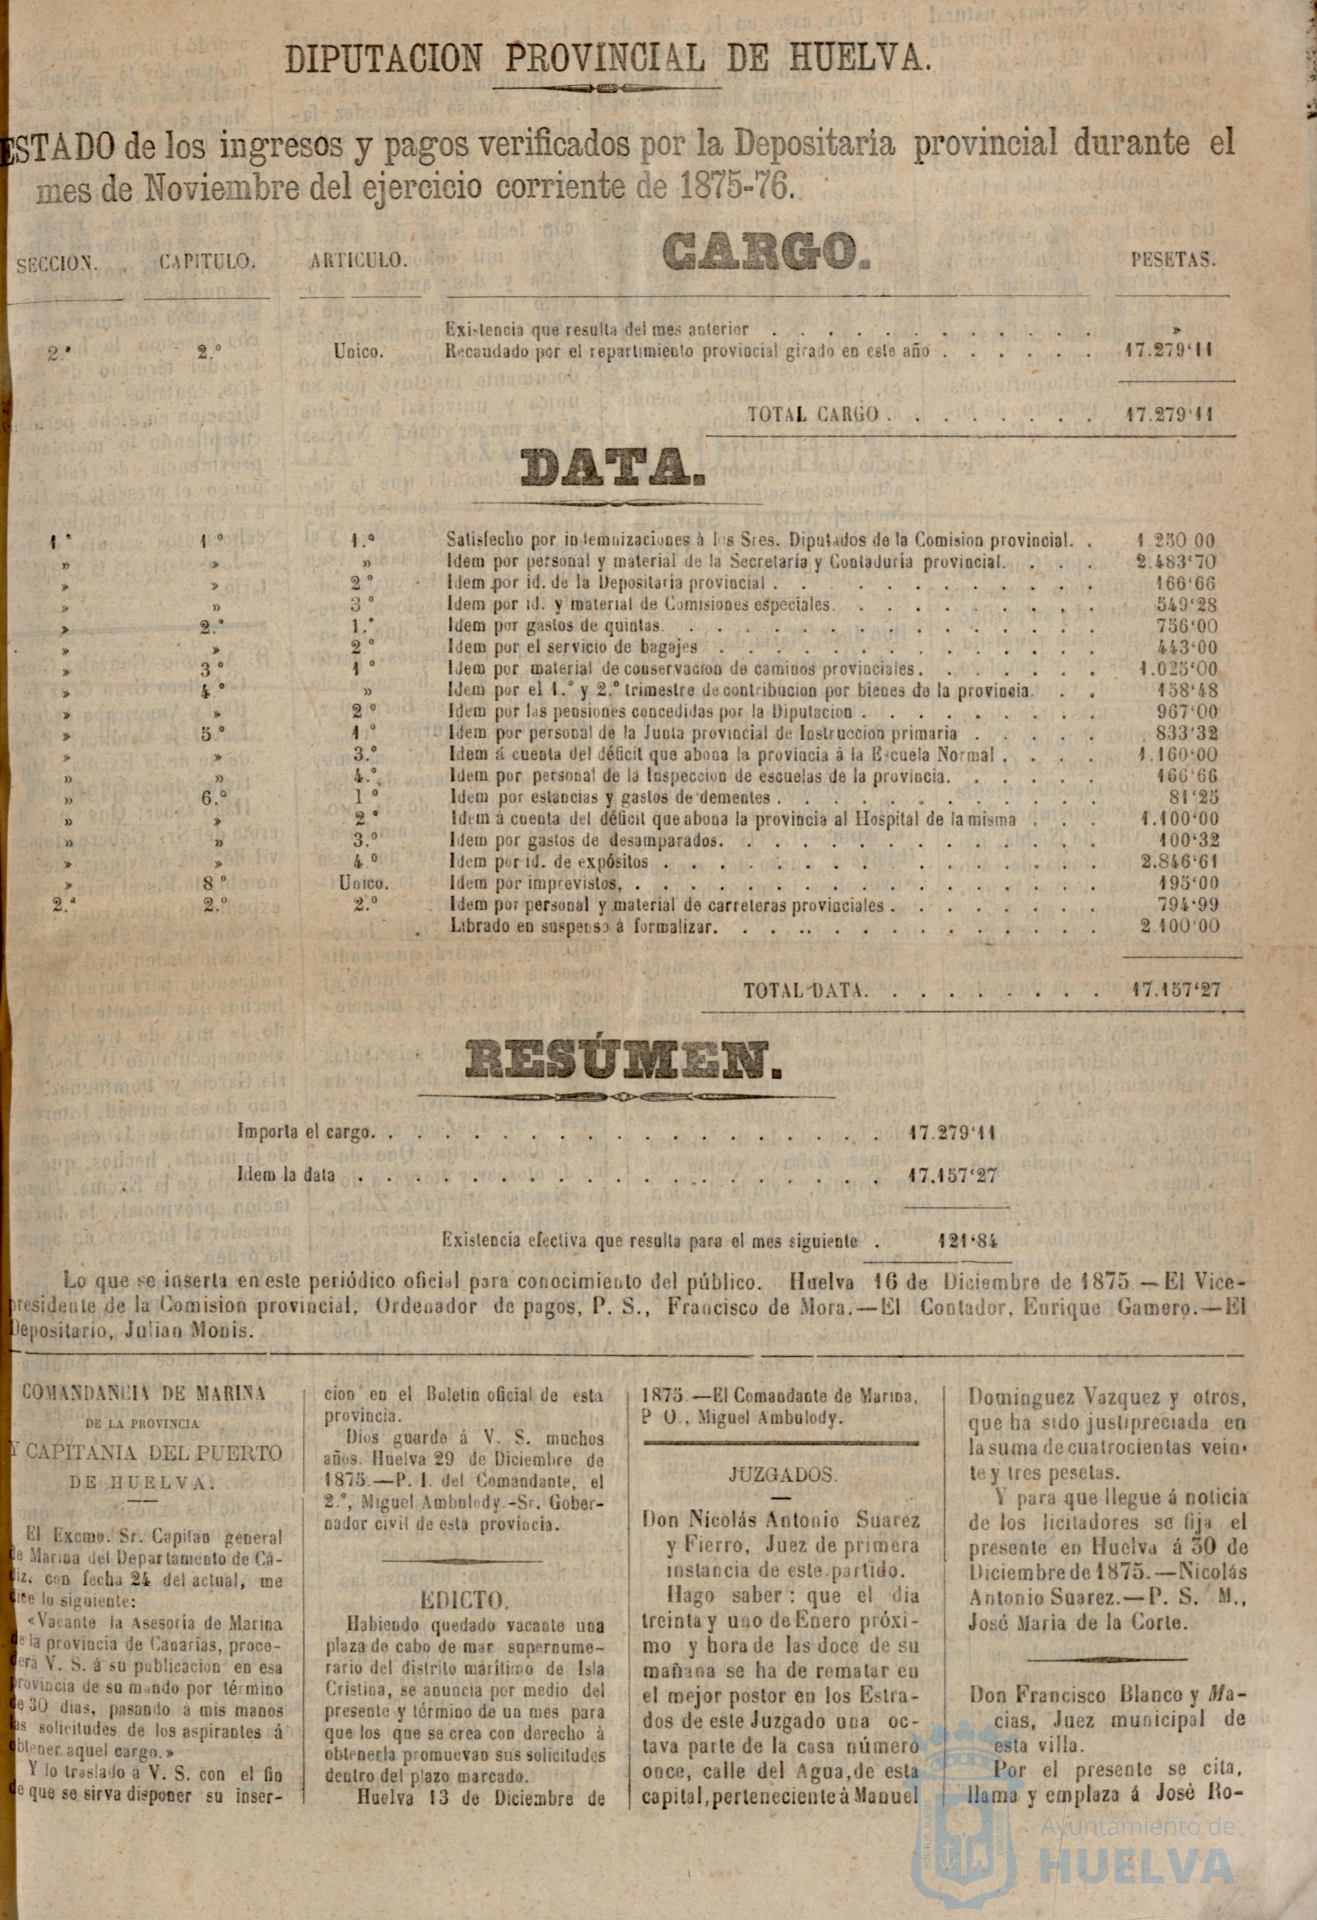 DIPUTACION PROVINCIAL DE HUELVA.
ESTADO de los ingresos y pagos verificados por la Depositaria provincial durante el
mes de Noviembre del ejercicio corriente de 1875-76.
SECCION. CAPITULO. ARTICULO. CARGO. PESETAS.
Existencia que resulta del mes anterior . . . . . . . . . . . . »
2.ª 2.º Unico. Recaudado por el repartimiento provincial girado en este año . . . . . . 17.279‘11
TOTAL CARGO . . . . . . . 17.279‘11
DATA.
1ª 1º 1.º Satisfecho por indemnizaciones à los Sres. Diputados de la Comision provincial. . 1.250 00
» » » Idem por personal y material de la Secretaría y Contaduría provincial. . . . 2.483‘70
» » 2º Idem por id. de la Depositaria provincial . . . . . . . . . . . 166‘66
» » 3º Idem por id. y material de Comisiones especiales. . . . . . . . . . 549‘28
» 2.º 1.º Idem por gastos de quintas. . . . . . . . . . . . . . . 756‘00
» » 2º Idem por el servicio de bagajes . . . . . . . . . . . . . 443‘00
» 3º 1º Idem por material de conservacion de caminos provinciales. . . . . . . 1.025‘00
» 4.º » Idem por el 1.º y 2.º trimestre de contribucion por bienes de la provincia. . . 158‘48
» » 2º Idem por las pensiones concedidas por la Diputacion . . . . . . . . . 967‘00
» 5º 1.º Idem por personal de la Junta provincial de Instruccion primaria . . . . . 833‘32
» » 3.º Idem á cuenta del déficit que abona la provincia á la Escuela Normal . . . . 1.160‘00
» » 4.º Idem por personal de la Inspeccion de escuelas de la provincia. . . . . . 166‘66
» 6.º 1º Idem por estancias y gastos de dementes . . . . . . . . . . . . 81‘25
» » 2º Idem á cuenta del déficit que abona la provincia al Hospital de la misma . . . 1.100‘00
» » 3.º Idem por gastos de desamparados. . . . . . . . . . . . . . 100‘32
» » 4.º Idem por id. de expósitos . . . . . . . . . . . . . . . 2.846‘61
» 8º Unico. Idem por imprevistos, . . . . . . . . . . . . . . . . 195‘00
2.ª 2.º 2.º Idem por personal y material de carreteras provinciales . . . . . . . . 794‘99
Librado en suspenso à formalizar. . . . . . . . . . . . . . 2 100‘00
TOTAL DATA. . . . . . . . . 17.157‘27
RESÚMEN.
Importa el cargo. . . . . . . . . . . . . . . . . . . 17.279‘11
Idem la data . . . . . . . . . . . . . . . . . . . 17.157‘27
Existencia efectiva que resulta para el mes siguiente . 121‘84
Lo que se inserta en este periódico oficial para conocimiento del público. Huelva 16 de Diciembre de 1875.—El Vice-
presidente de la Comision provincial, Ordenador de pagos, P. S., Francisco de Mora.—El Contador, Enrique Gamero.—El
Depositario, Julian Monis.
COMANDANCIA DE MARINA
DE LA PROVINCIA
Y CAPITANIA DEL PUERTO
DE HUELVA.
El Excmo. Sr. Capitan general
de Marina del Departamento de Cá-
diz, con fecha 24 del actual, me
dice lo siguiente:
«Vacante la Asesoría de Marina
de la provincia de Canarias, proce-
derá V. S. á su publicacion en esa
provincia de su mando por término
de 30 dias, pasando á mis manos
las solicitudes de los aspirantes á
obtener aquel cargo.»
Y lo traslado á V. S. con el fin
de que se sirva disponer su inser-
cion en el Boletin oficial de esta
provincia.
Dios guarde á V. S. muchos
años. Huelva 29 de Diciembre de
1875.—P. I. del Comandante, el
2.º, Miguel Ambulody.-Sr. Gober-
nador civil de esta provincia.
EDICTO.
Habiendo quedado vacante una
plaza de cabo de mar supernume-
rario del distrito marítimo de Isla
Cristina, se anuncia por medio del
presente y término de un mes para
que los que se crea con derecho à
obtenerla promuevan sus solicitudes
dentro del plazo marcado.
Huelva 13 de Diciembre de
1875.—El Comandante de Marina,
P O., Miguel Ambulody.
JUZGADOS.
Don Nicolás Antonio Suarez
y Fierro, Juez de primera
instancia de este partido.
Hago saber: que el dia
treinta y uno de Enero próxi-
mo y hora de las doce de su
mañana se ha de rematar en
el mejor postor en los Estra-
dos de este Juzgado una oc-
tava parte de la casa número
once, calle del Agua, de esta
capital, perteneciente à Manuel
Dominguez Vazquez y otros,
que ha sido justipreciada en
la suma de cuatrocientas vein-
te y tres pesetas.
Y para que llegue á noticia
de los licitadores se fija el
presente en Huelva á 30 de
Diciembre de 1875.—Nicolás
Antonio Suarez.—P. S. M.,
José Maria de la Corte.
Don Francisco Blanco y Ma-
cias, Juez municipal de
esta villa.
Por el presente se cita,
llama y emplaza á José Ro-
Ayuntamiento de
HUELVA